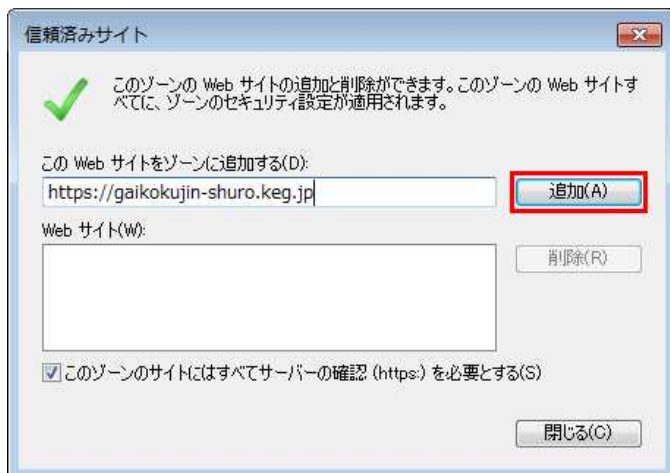 信頼済みサイト
このゾーンの Web サイトの追加と削除ができます。このゾーンの Web サイトす
べてに、ゾーンのセキュリティ設定が適用されます。
この Web サイトをゾーンに追加する(D):
https://gaikokujin-shuro.keg.jp
追加(A)
Web サイト(W):
削除(R)
このゾーンのサイトにはすべてサーバーの確認 (https:) を必要とする(S)
閉じる(C)